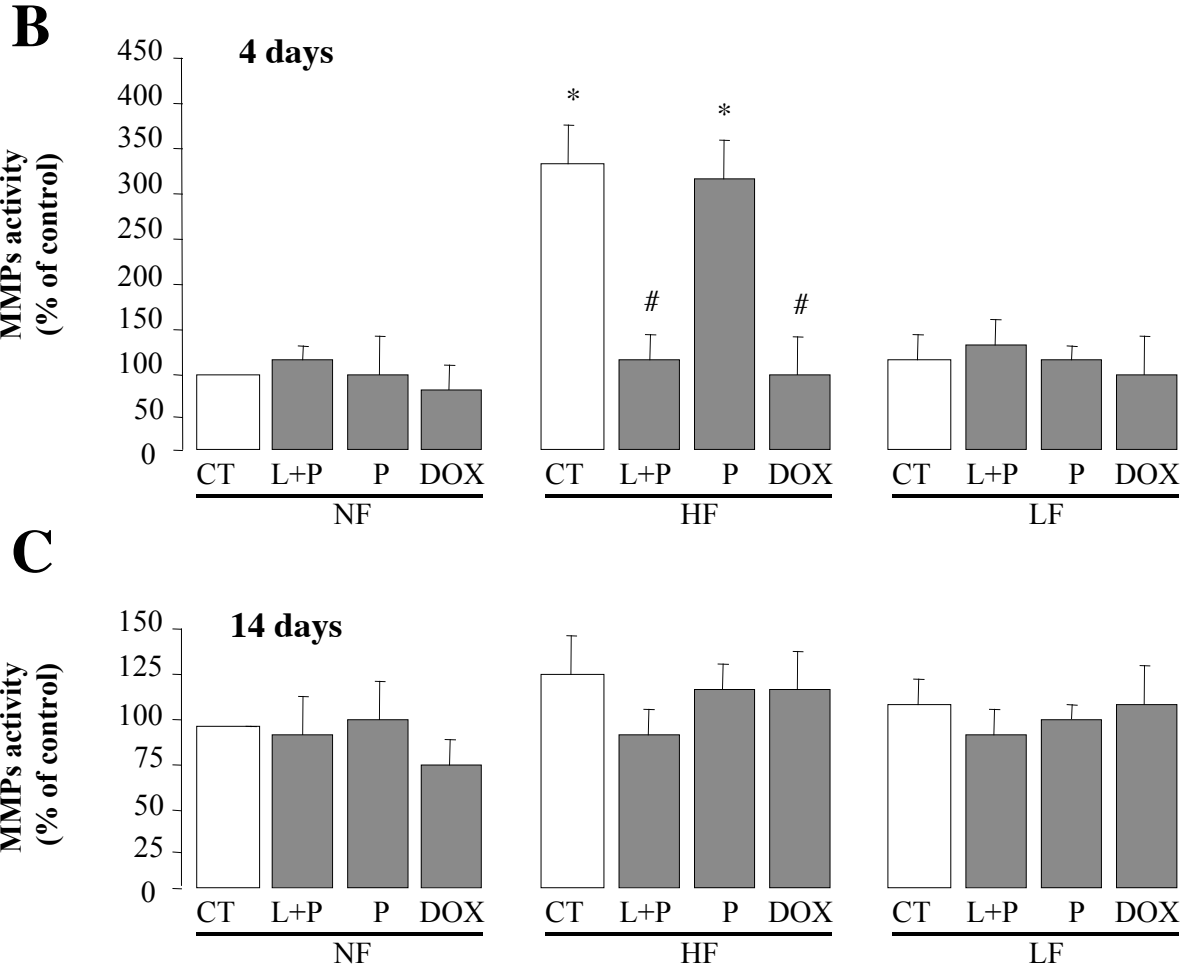 B
4 days
MMPs activity
(% of control)
450
400
350
300
250
200
150
100
50
0
* *
# #
CT L+P P DOX CT L+P P DOX CT L+P P DOX
NF HF LF
C
14 days
MMPs activity
(% of control)
150
125
100
75
50
25
0
CT L+P P DOX CT L+P P DOX CT L+P P DOX
NF HF LF